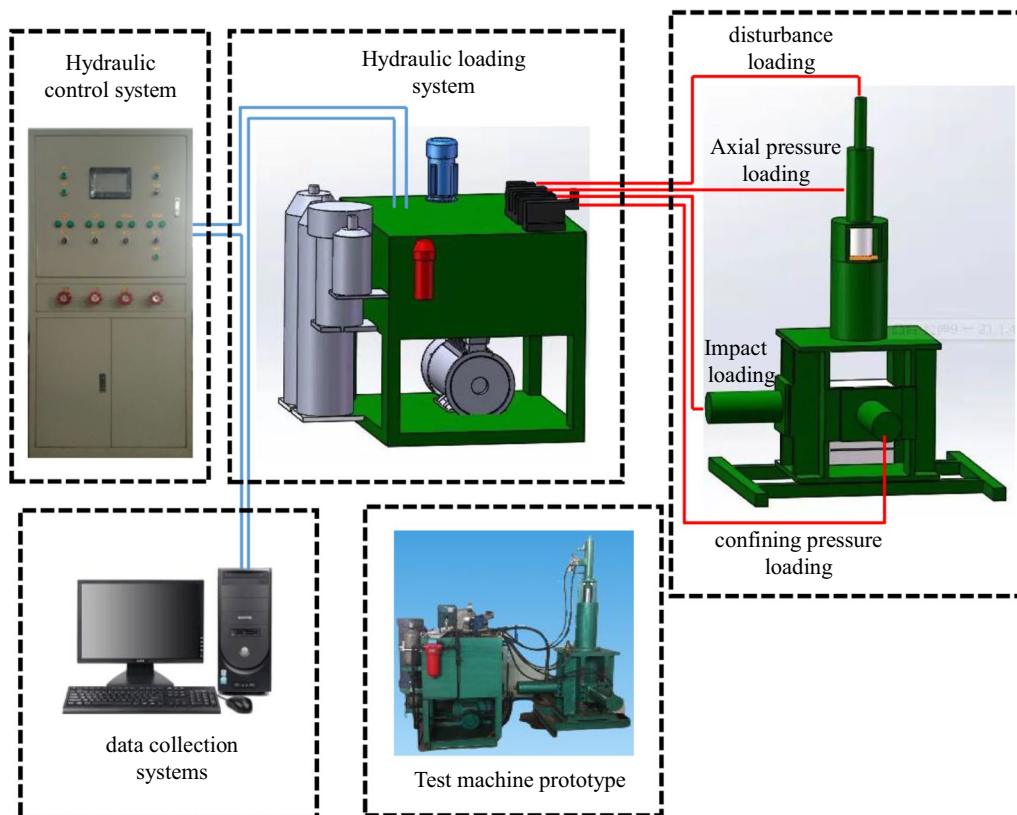 Hydraulic
control system
Hydraulic loading
system
disturbance
loading
Axial pressure
loading
Impact
loading
confining pressure
loading
data collection
systems
Test machine prototype